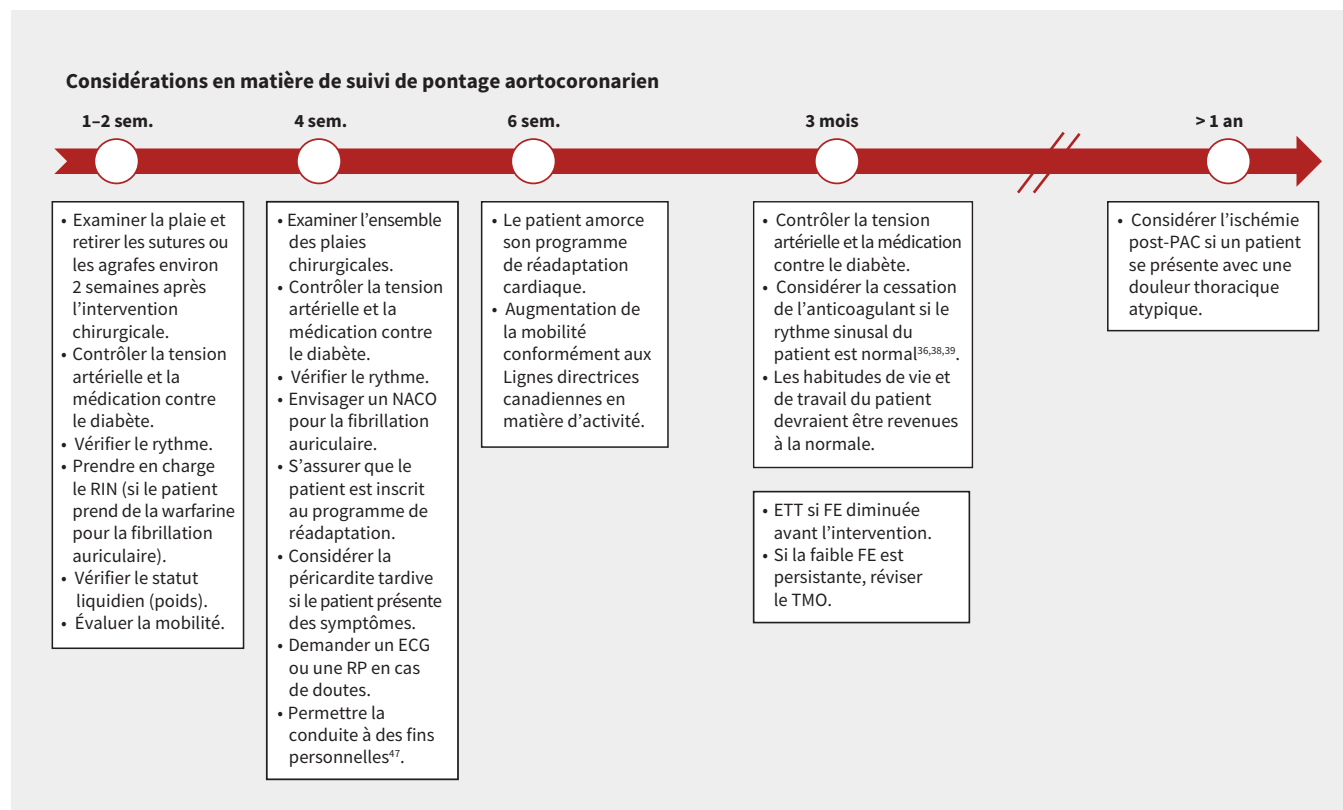 Considérations en matière de suivi de pontage aortocoronarien
1–2 sem.
4 sem.
6 sem.
3 mois
> 1 an
• Examiner la plaie et
retirer les sutures ou
les agrafes environ
2 semaines après
l’intervention
chirurgicale.
• Contrôler la tension
artérielle et la
médication contre
le diabète.
• Vérifier le rythme.
• Prendre en charge
le RIN (si le patient
prend de la warfarine
pour la fibrillation
auriculaire).
• Vérifier le statut
liquidien (poids).
• Évaluer la mobilité.
• Examiner l’ensemble
des plaies
chirurgicales.
• Contrôler la tension
artérielle et la
médication contre
le diabète.
• Vérifier le rythme.
• Envisager un NACO
pour la fibrillation
auriculaire.
• S’assurer que le
patient est inscrit
au programme de
réadaptation.
• Considérer la
péricardite tardive
si le patient présente
des symptômes.
• Demander un ECG
ou une RP en cas
de doutes.
• Permettre la
conduite à des fins
personnelles⁴⁷.
• Le patient amorce
son programme
de réadaptation
cardiaque.
• Augmentation de
la mobilité
conformément aux
Lignes directrices
canadiennes en
matière d’activité.
• Contrôler la tension
artérielle et la médication
contre le diabète.
• Considérer la cessation
de l’anticoagulant si le
rythme sinusal du
patient est normal³⁶,³⁸,³⁹.
• Les habitudes de vie et
de travail du patient
devraient être revenues
à la normale.
• ETT si FE diminuée
avant l’intervention.
• Si la faible FE est
persistante, réviser
le TMO.
• Considérer l’ischémie
post-PAC si un patient
se présente avec une
douleur thoracique
atypique.